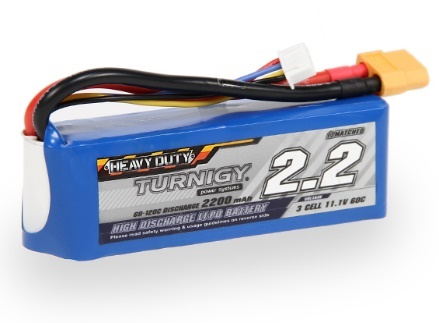 HEAVY DUTY
IR MATCHED
TURNIGY
power systems
2.2
60-120C DISCHARGE 2200 mAh
HIGH DISCHARGE LI-PO BATTERY
3 CELL 11.1V 60C
Please read safety warning & usage guidelines on reverse side